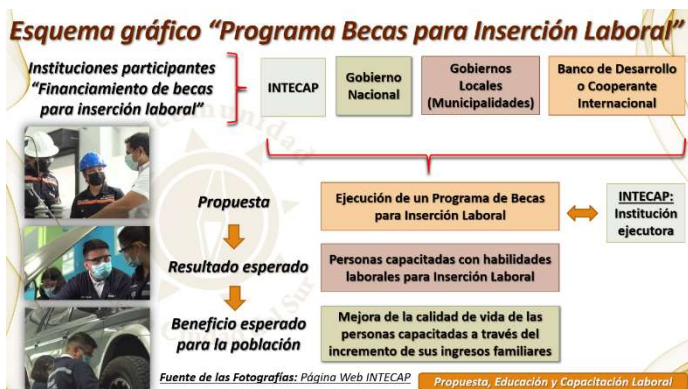 Esquema gráfico “Programa Becas para Inserción Laboral”
Instituciones participantes
“Financiamiento de becas
para inserción laboral”
INTECAP
Gobierno
Nacional
Gobiernos
Locales
(Municipalidades)
Banco de Desarrollo
o Cooperante
Internacional
Propuesta
Ejecución de un Programa de Becas
para Inserción Laboral
INTECAP:
Institución
ejecutora
Resultado esperado
Personas capacitadas con habilidades
laborales para Inserción Laboral
Beneficio esperado
para la población
Mejora de la calidad de vida de las
personas capacitadas a través del
incremento de sus ingresos familiares
Fuente de las Fotografías: Página Web INTECAP
Propuesta, Educación y Capacitación Laboral